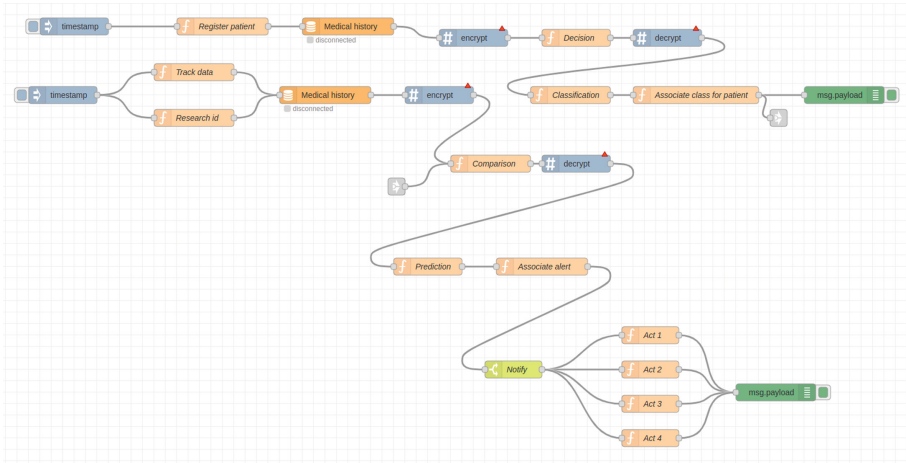 timestamp
Register patient
Medical history
disconnected
encrypt
Decision
decrypt
timestamp
Track data
Research id
Medical history
disconnected
encrypt
Classification
Associate class for patient
msg.payload
Comparison
decrypt
Prediction
Associate alert
Notify
Act 1
Act 2
Act 3
Act 4
msg.payload